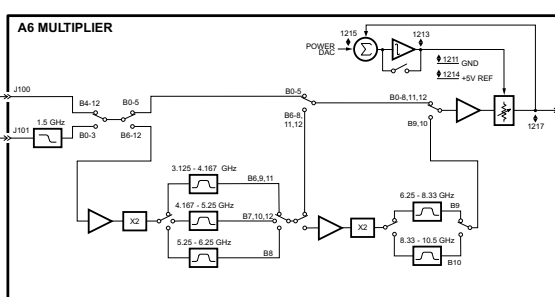 A6 MULTIPLIER
1215
1213
POWER
DAC
Σ
1211 GND
1214 +5V REF
J100
B4-12
B0-5
B0-5
B0-8,11,12
J101
1.5 GHz
B0-3
B6-12
B6-8,
11,12
B9,10
1217
3.125 - 4.167 GHz
B6,9,11
6.25 - 8.33 GHz
B9
4.167 - 5.25 GHz
X2
B7,10,12
X2
5.25 - 6.25 GHz
8.33 - 10.5 GHz
B8
B10